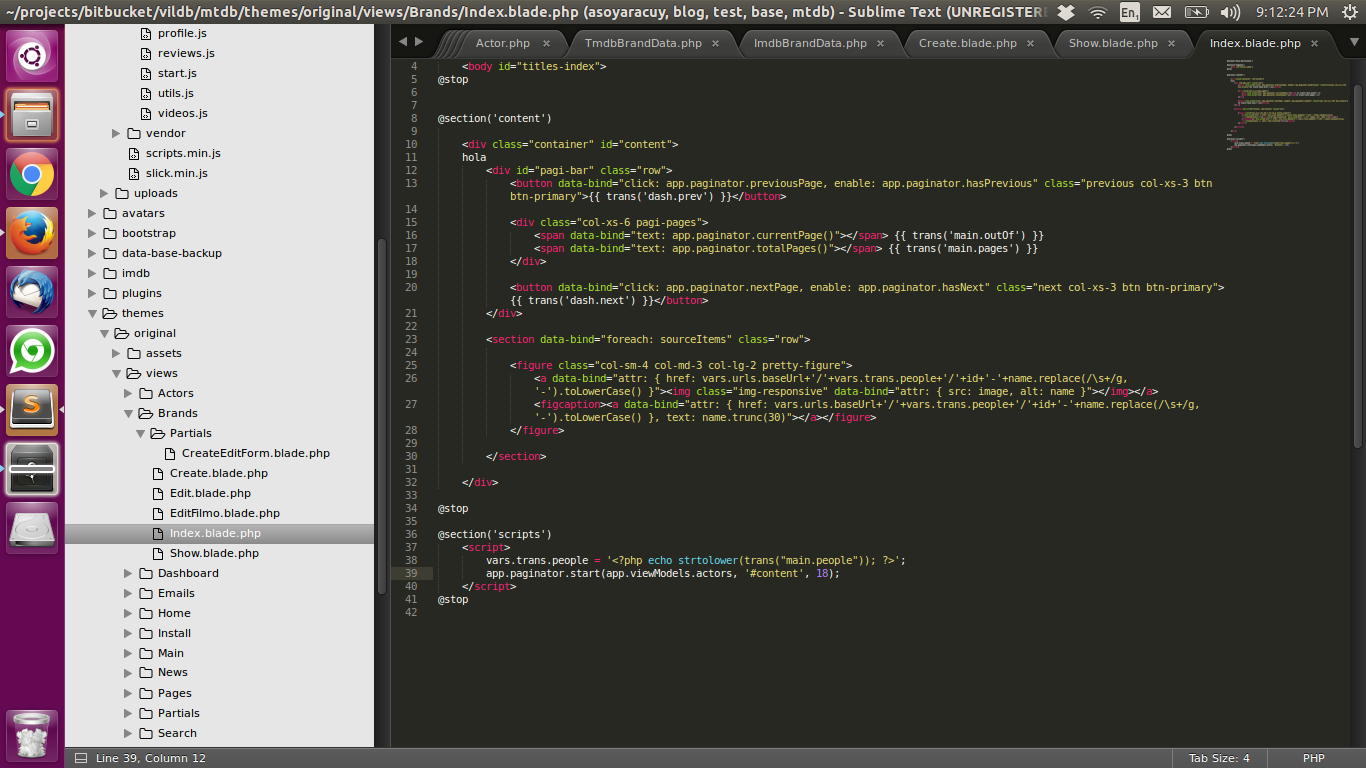 ~/projects/bitbucket/vildb/mtdb/themes/original/views/Brands/Index.blade.php (asoyaracuy, blog, test, base, mtdb) - Sublime Text (UNREGISTERE
En1
9:12:24 PM
profile.js
reviews.js
start.js
utils.js
videos.js
vendor
scripts.min.js
slick.min.js
uploads
avatars
bootstrap
data-base-backup
imdb
plugins
themes
original
assets
views
Actors
Brands
Partials
CreateEditForm.blade.php
Create.blade.php
Edit.blade.php
EditFilmo.blade.php
Index.blade.php
Show.blade.php
Dashboard
Emails
Home
Install
Main
News
Pages
Partials
Search
Actor.php ×
TmdbBrandData.php ×
ImdbBrandData.php ×
Create.blade.php ×
Show.blade.php ×
Index.blade.php ×
4 <body id="titles-index">
5 @stop
6
7
8 @section('content')
9
10 <div class="container" id="content">
11 hola
12 <div id="pagi-bar" class="row">
13 <button data-bind="click: app.paginator.previousPage, enable: app.paginator.hasPrevious" class="previous col-xs-3 btn
btn-primary">{{ trans('dash.prev') }}</button>
14
15 <div class="col-xs-6 pagi-pages">
16 <span data-bind="text: app.paginator.currentPage()"></span> {{ trans('main.outOf') }}
17 <span data-bind="text: app.paginator.totalPages()"></span> {{ trans('main.pages') }}
18 </div>
19
20 <button data-bind="click: app.paginator.nextPage, enable: app.paginator.hasNext" class="next col-xs-3 btn btn-primary">
{{ trans('dash.next') }}</button>
21 </div>
22
23 <section data-bind="foreach: sourceItems" class="row">
24
25 <figure class="col-sm-4 col-md-3 col-lg-2 pretty-figure">
26 <a data-bind="attr: { href: vars.urls.baseUrl+'/'+vars.trans.people+'/'+id+'-'+name.replace(/\s+/g,
'-').toLowerCase() }"><img class="img-responsive" data-bind="attr: { src: image, alt: name }"></img></a>
27 <figcaption><a data-bind="attr: { href: vars.urls.baseUrl+'/'+vars.trans.people+'/'+id+'-'+name.replace(/\s+/g,
'-').toLowerCase() }, text: name.trunc(30)"></a></figcaption>
28 </figure>
29
30 </section>
31
32 </div>
33
34 @stop
35
36 @section('scripts')
37 <script>
38 vars.trans.people = '<?php echo strtolower(trans("main.people")); ?>';
39 app.paginator.start(app.viewModels.actors, '#content', 18);
40 </script>
41 @stop
42
Line 39, Column 12
Tab Size: 4
PHP